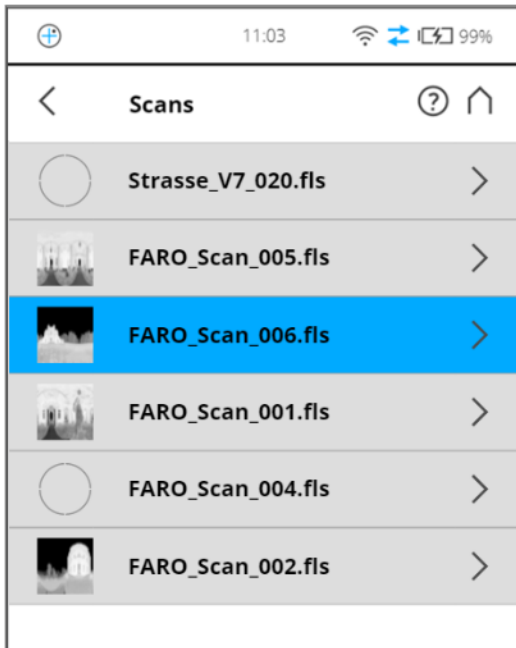 11:03 99%
Scans
Strasse_V7_020.fls
FARO_Scan_005.fls
FARO_Scan_006.fls
FARO_Scan_001.fls
FARO_Scan_004.fls
FARO_Scan_002.fls